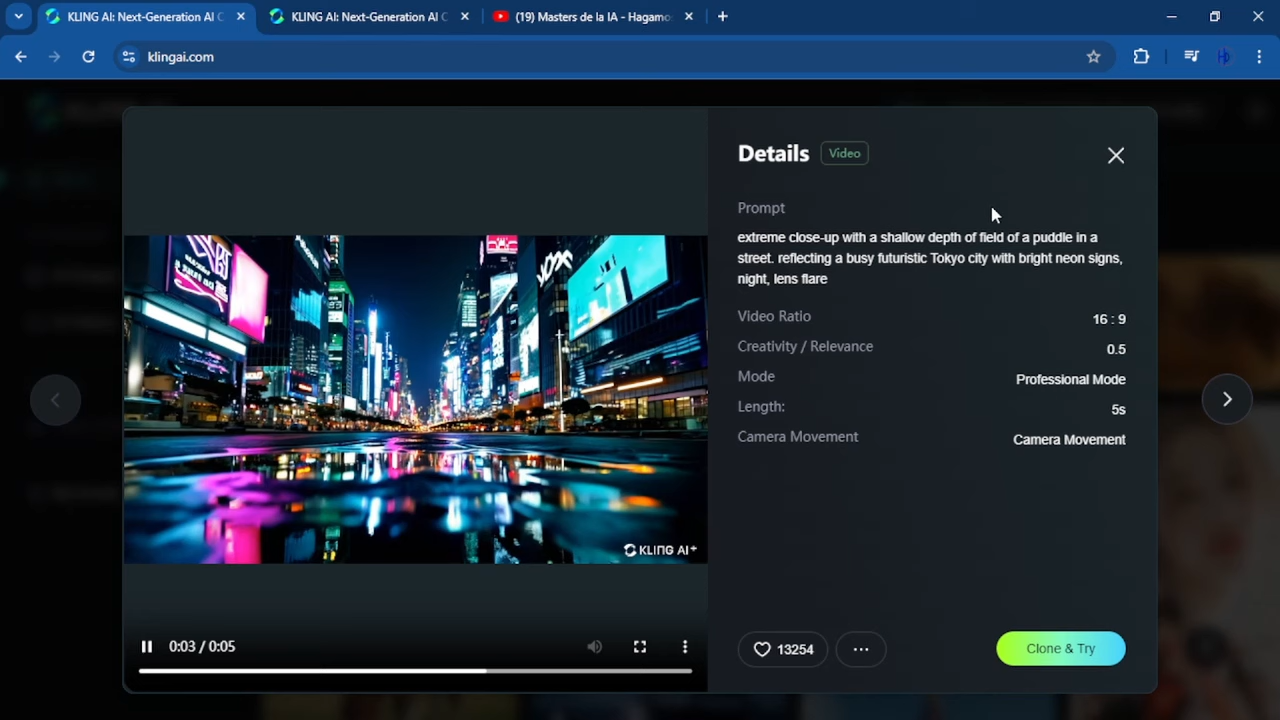 KLING AI: Next-Generation AI C
KLING AI: Next-Generation AI C
(19) Masters de la IA - Hagamo
klingai.com
Details
Video
Prompt
extreme close-up with a shallow depth of field of a puddle in a
street. reflecting a busy futuristic Tokyo city with bright neon signs,
night, lens flare
Video Ratio
16 : 9
Creativity / Relevance
0.5
Mode
Professional Mode
Length:
5s
Camera Movement
Camera Movement
KLING AI+
0:03 / 0:05
13254
Clone & Try